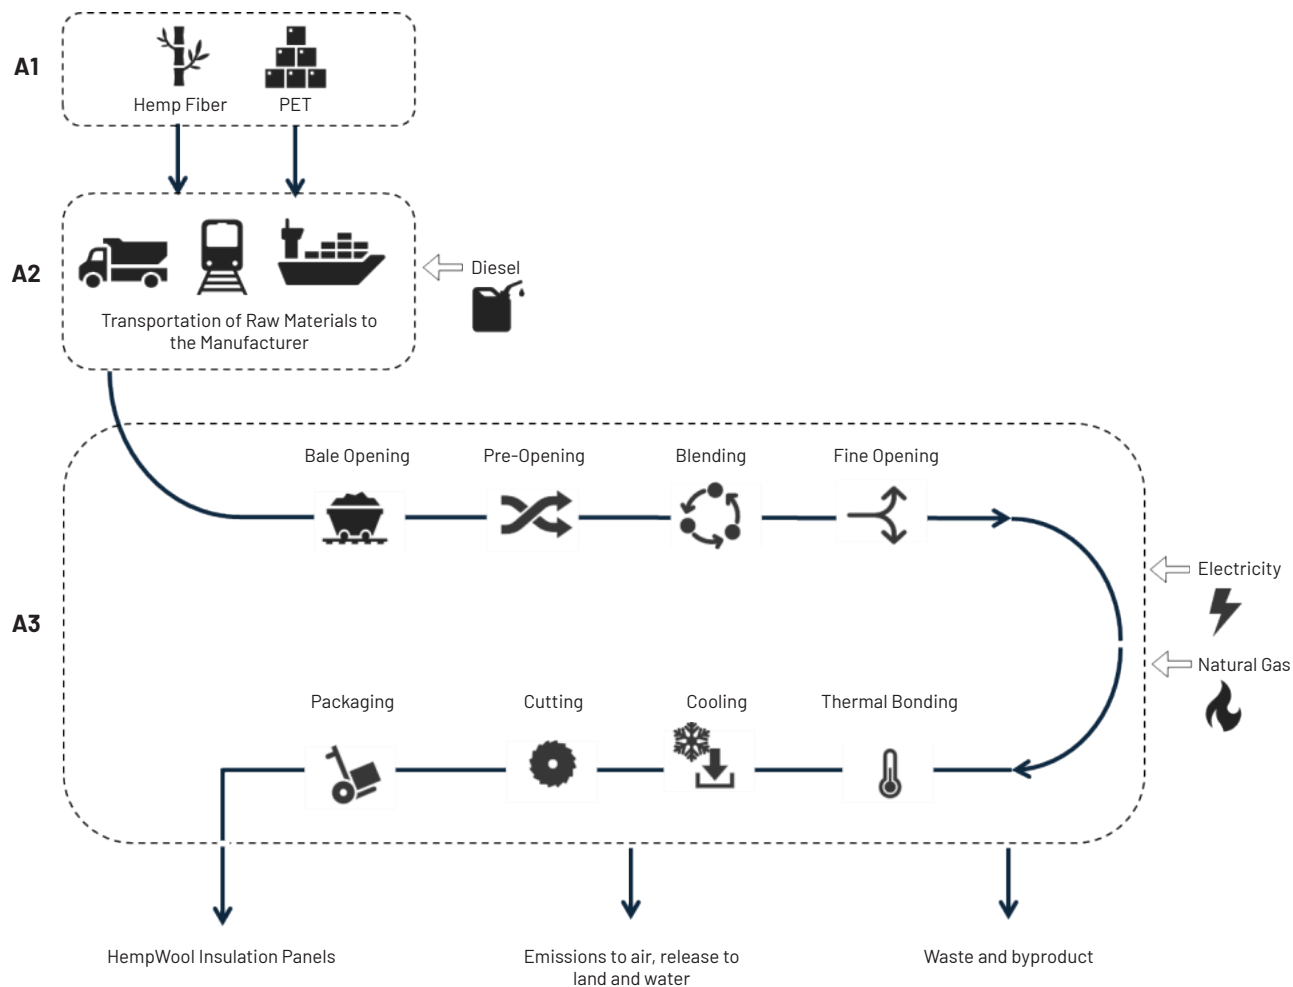 A1
Hemp Fiber
PET
A2
Transportation of Raw Materials to
the Manufacturer
Diesel
A3
Bale Opening
Pre-Opening
Blending
Fine Opening
Electricity
Natural Gas
Packaging
Cutting
Cooling
Thermal Bonding
HempWool Insulation Panels
Emissions to air, release to
land and water
Waste and byproduct